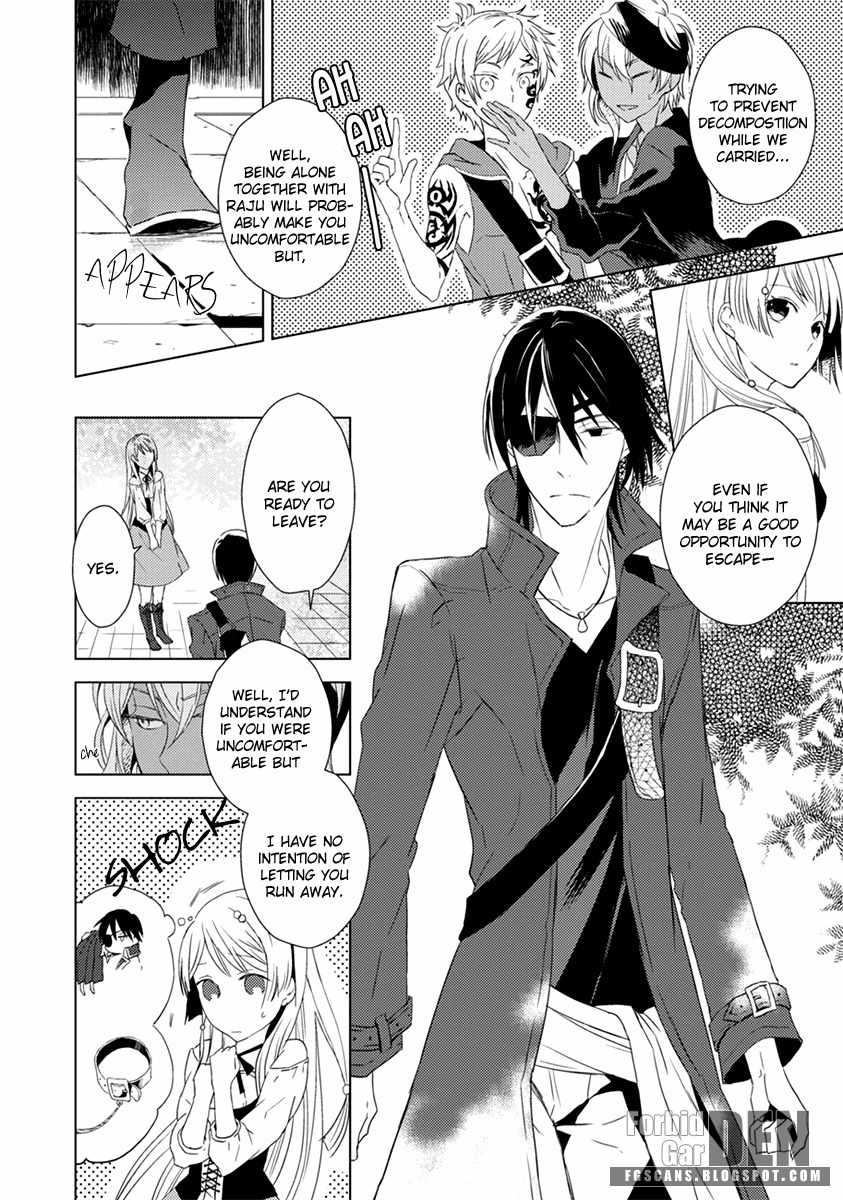 TRYING
TO PREVENT
DECOMPOSTIION
WHILE WE
CARRIED...
AH
AH
!
WELL,
BEING ALONE
TOGETHER WITH
RAJU WILL PROB-
ABLY MAKE YOU
UNCOMFORTABLE
BUT,
APPEARS
EVEN IF
YOU THINK IT
MAY BE A GOOD
OPPORTUNITY TO
ESCAPE—
ARE YOU
READY TO
LEAVE?
YES.
WELL, I'D
UNDERSTAND
IF YOU WERE
UNCOMFORT-
ABLE BUT
che
I HAVE NO
INTENTION OF
LETTING YOU
RUN AWAY.
SHOCK
Forbid
Gar
DEN
FGSCANS.BLOGSPOT.COM